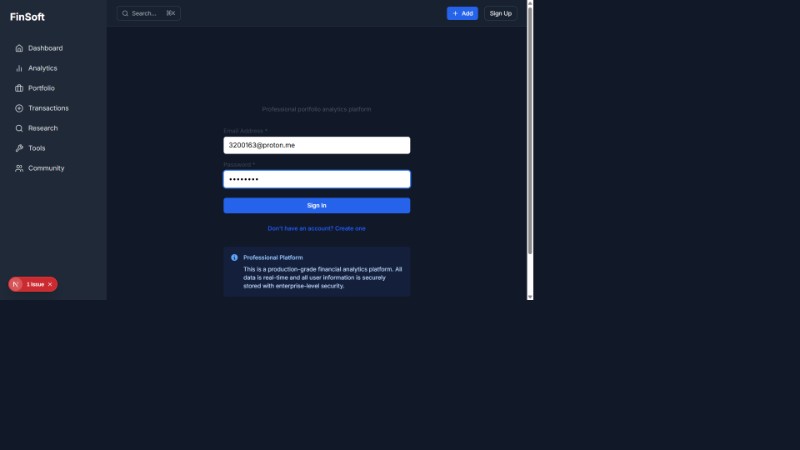 FinSoft
Search... ⌘K
+ Add
Sign Up
Dashboard
Analytics
Portfolio
Transactions
Research
Tools
Community
Professional portfolio analytics platform
Email Address *
3200163@proton.me
Password *
••••••••
Sign In
Don't have an account? Create one
Professional Platform
This is a production-grade financial analytics platform. All
data is real-time and all user information is securely
stored with enterprise-level security.
N 1 Issue ×